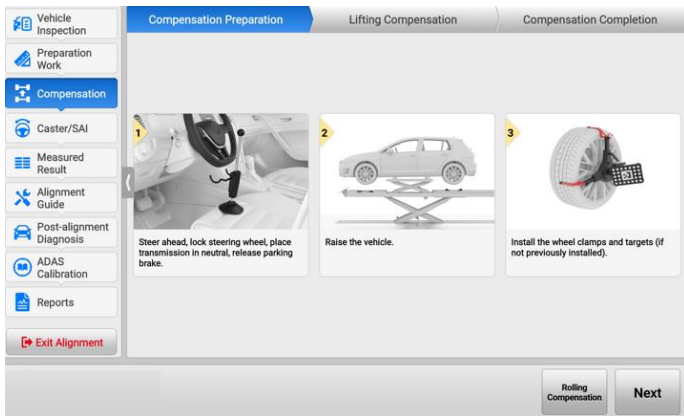 Vehicle
Inspection
Preparation
Work
Compensation
Caster/SAI
Measured
Result
Alignment
Guide
Post-alignment
Diagnosis
ADAS
Calibration
Reports
Exit Alignment
Compensation Preparation
Lifting Compensation
Compensation Completion
1
Steer ahead, lock steering wheel, place
transmission in neutral, release parking
brake.
2
Raise the vehicle.
3
Install the wheel clamps and targets (if
not previously installed).
Rolling
Compensation
Next